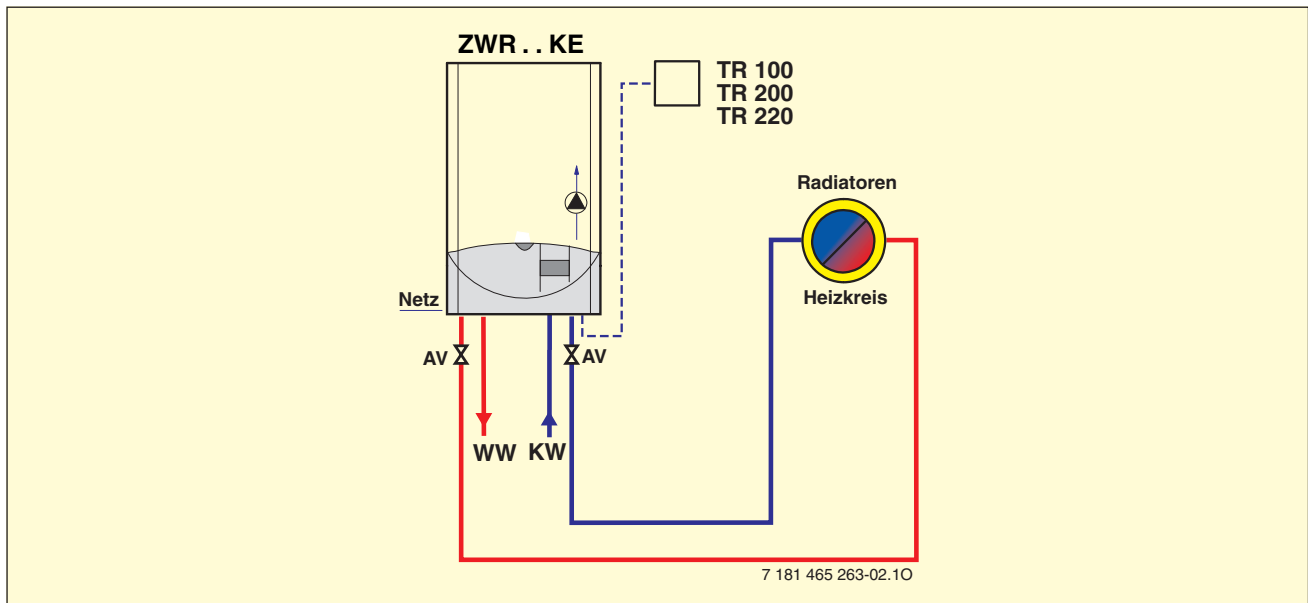 ZWR . . KE
TR 100
TR 200
TR 220
Radiatoren
Heizkreis
Netz
AV
AV
WW
KW
7 181 465 263-02.1O